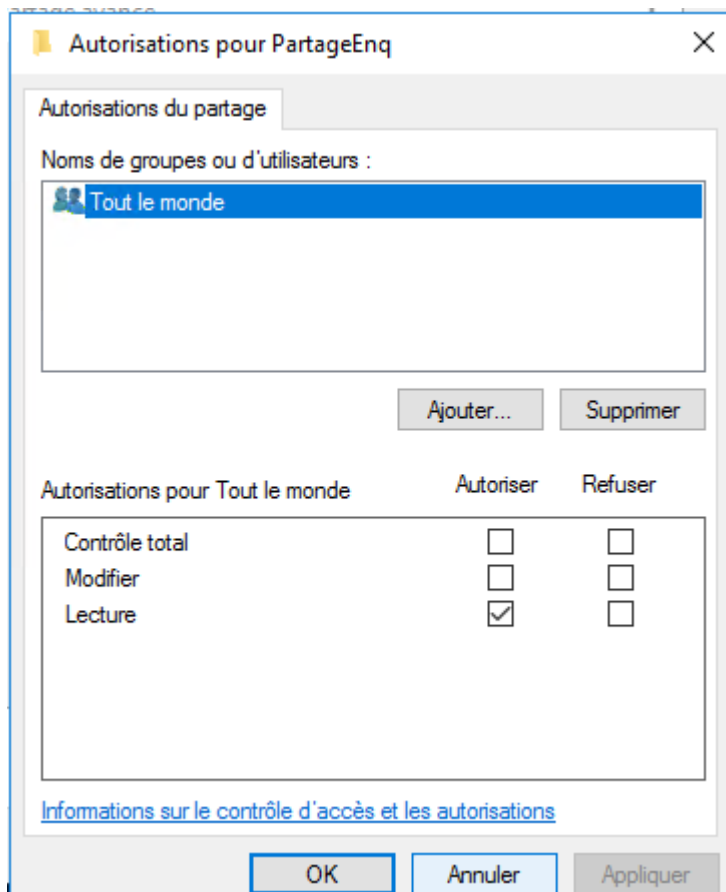 Autorisations pour PartageEnq
Autorisations du partage
Noms de groupes ou d'utilisateurs :
Tout le monde
Ajouter...
Supprimer
Autorisations pour Tout le monde
Autoriser
Refuser
Contrôle total
Modifier
Lecture
Informations sur le contrôle d'accès et les autorisations
OK
Annuler
Appliquer